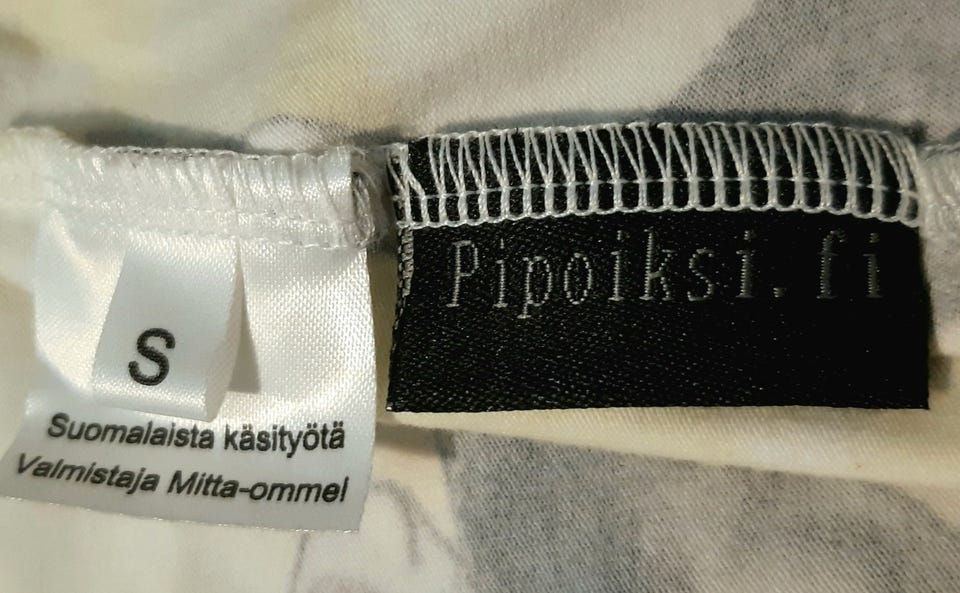 S
Suomalaista käsityötä
Valmistaja Mitta-ommel
Pipoiksi.fi